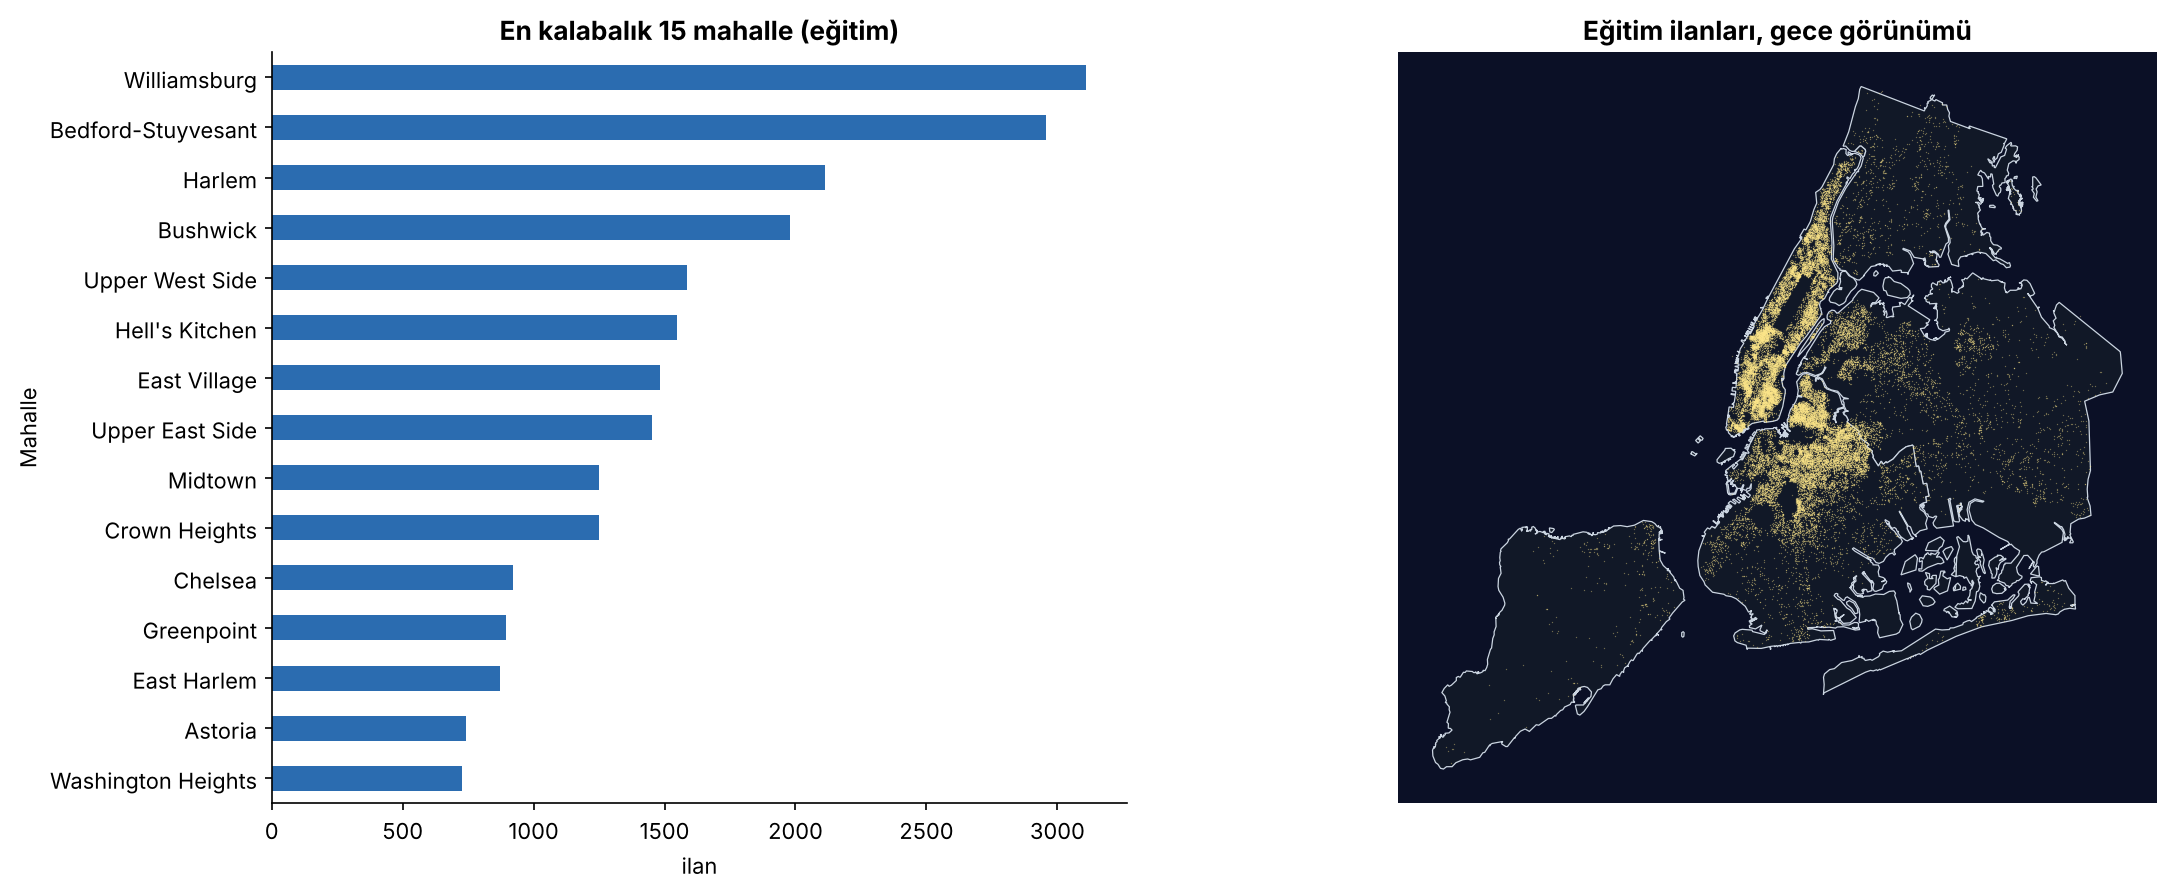 En kalabalık 15 mahalle (eğitim)
Mahalle
Williamsburg
Bedford-Stuyvesant
Harlem
Bushwick
Upper West Side
Hell's Kitchen
East Village
Upper East Side
Midtown
Crown Heights
Chelsea
Greenpoint
East Harlem
Astoria
Washington Heights
0 500 1000 1500 2000 2500 3000
ilan
Eğitim ilanları, gece görünümü